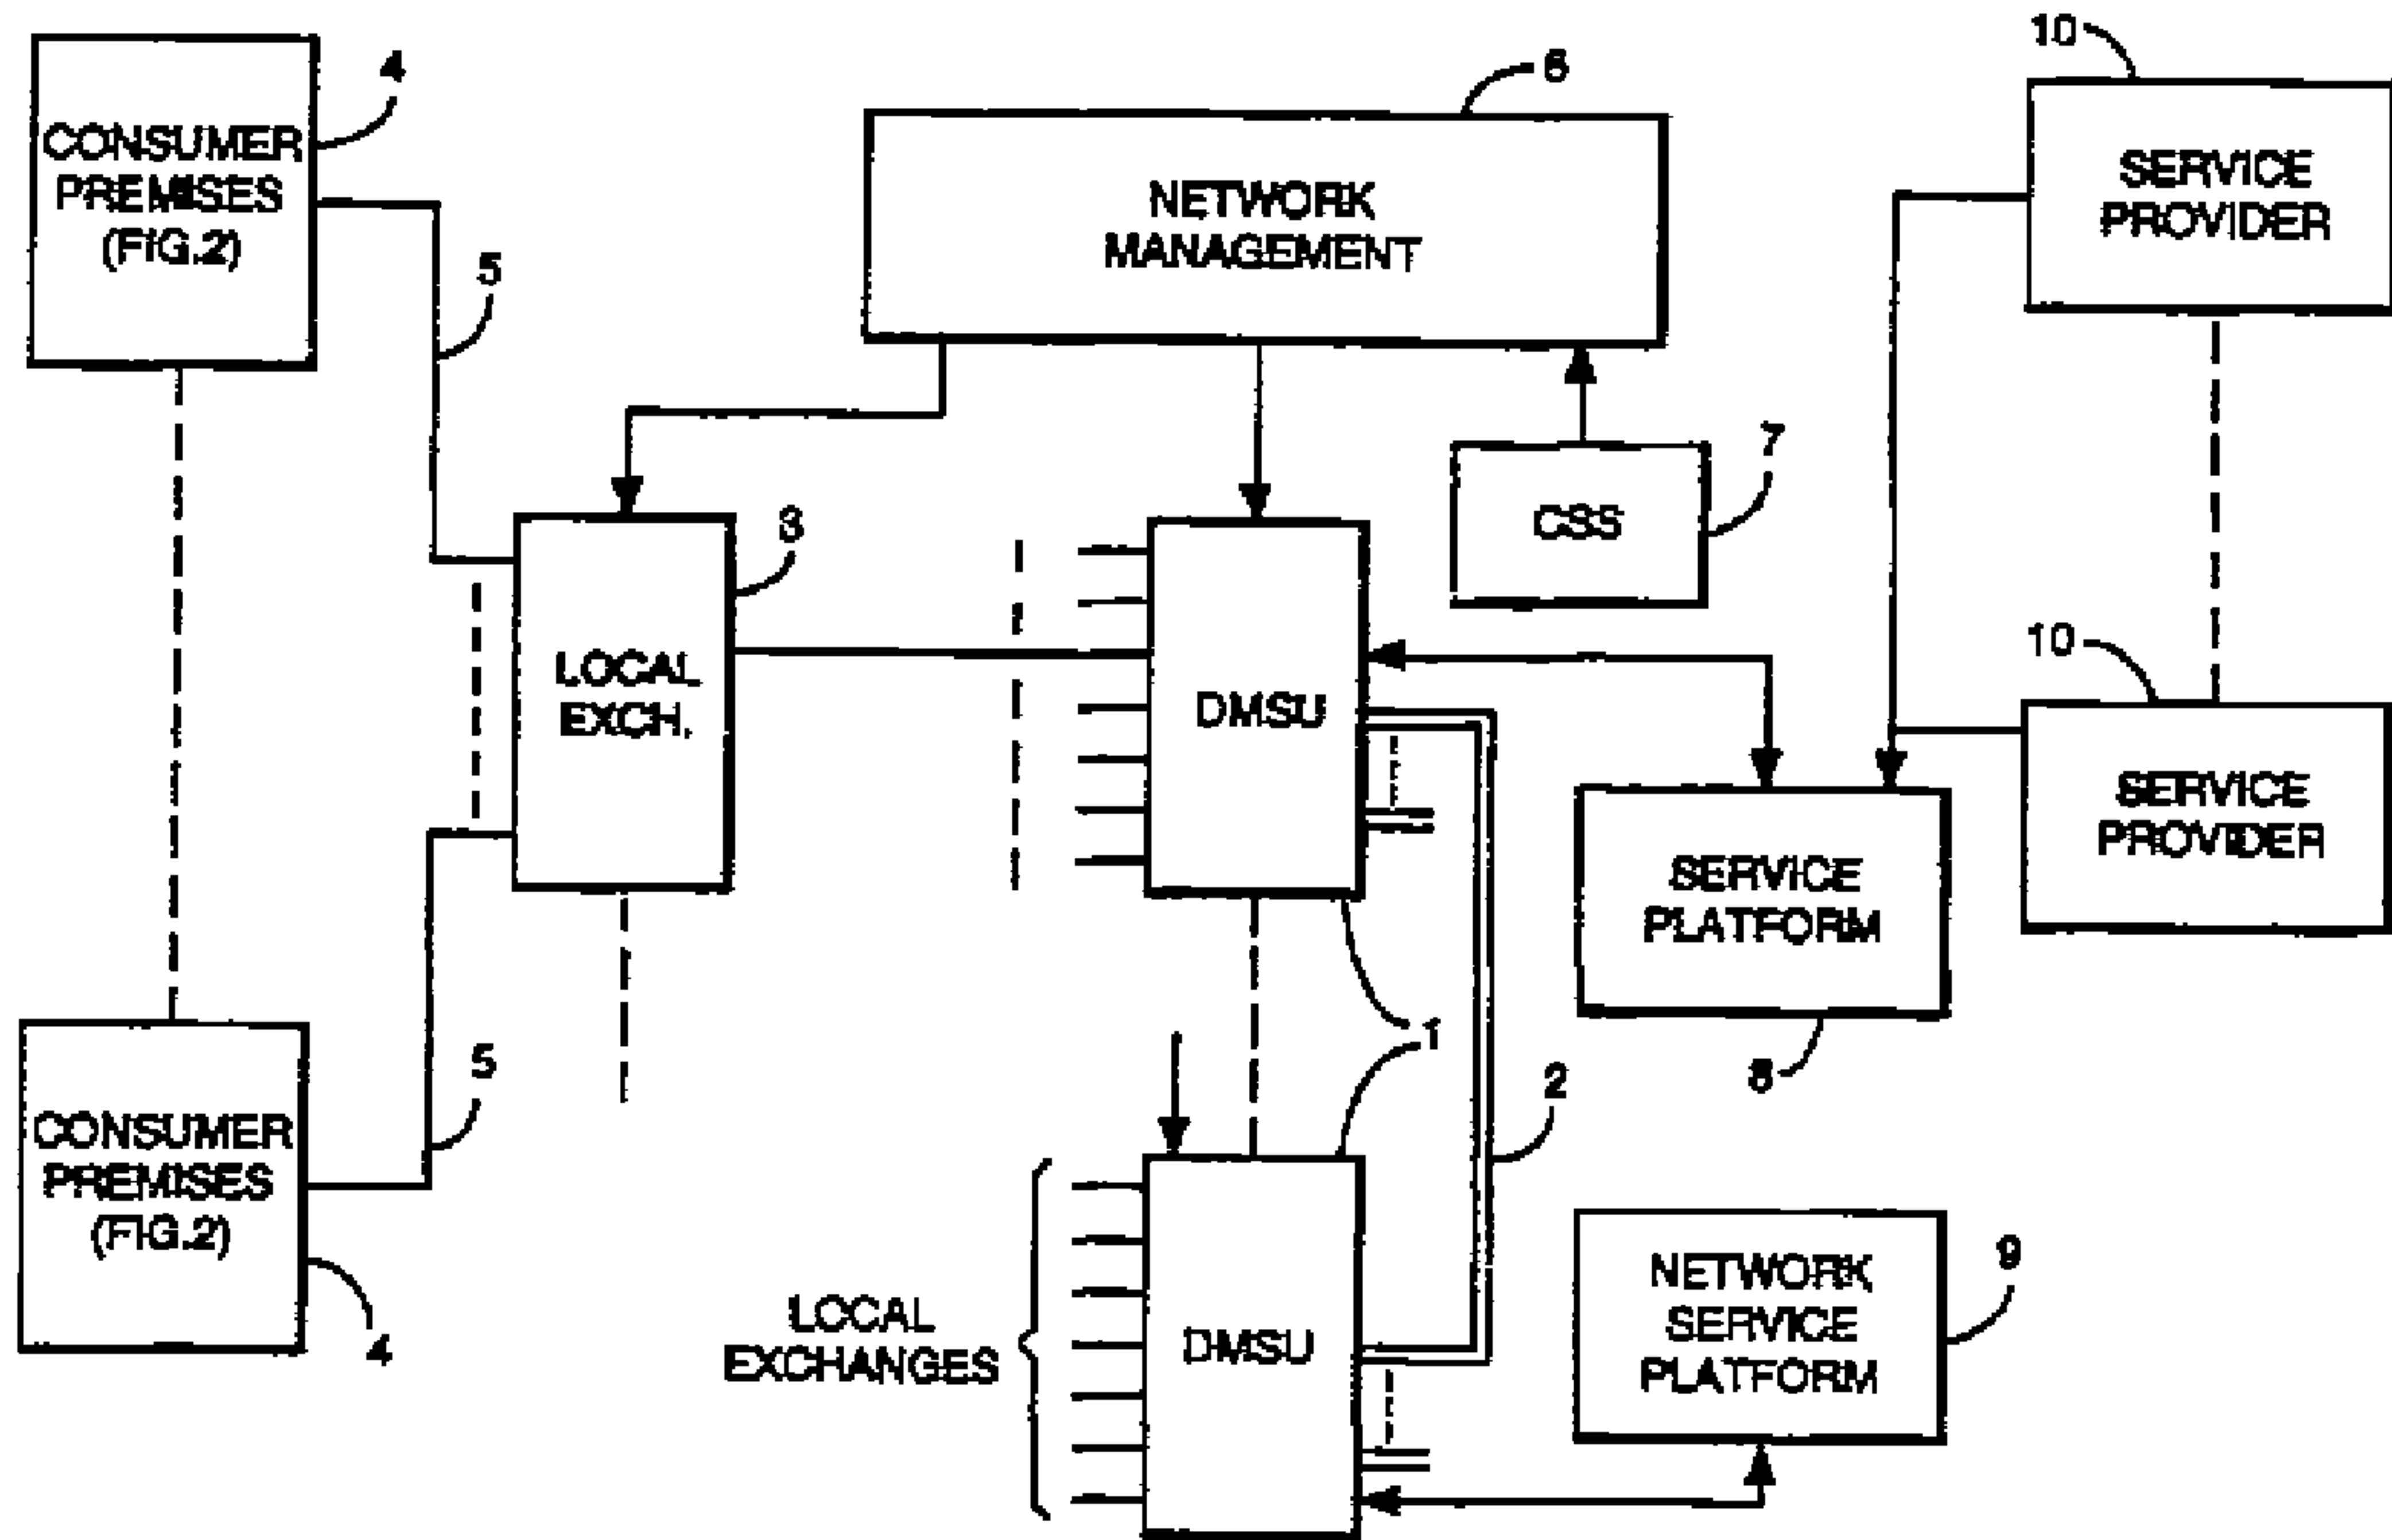 4
CONSUMER
PREMISES
(FIG.2)
5
6
NETWORK
MANAGEMENT
10
SERVICE
PROVIDER
3
LOCAL
EXCH.
DMSU
7
CSS
10
SERVICE
PROVIDER
SERVICE
PLATFORM
8
1
2
5
CONSUMER
PREMISES
(FIG.2)
4
LOCAL
EXCHANGES
DMSU
9
NETWORK
SERVICE
PLATFORM